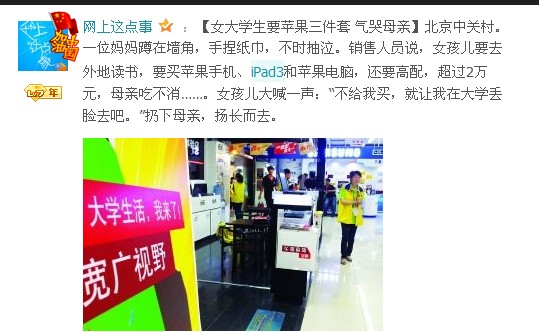 网上这点事 ：【女大学生要苹果三件套 气哭母亲】北京中关村。
一位妈妈蹲在墙角，手捏纸巾，不时抽泣。销售人员说，女孩儿要去
外地读书，要买苹果手机、iPad3和苹果电脑，还要高配，超过2万
元，母亲吃不消……。女孩儿大喊一声：“不给我买，就让我在大学丢
脸去吧。”扔下母亲，扬长而去。
大学生活，我来了！
宽广视野